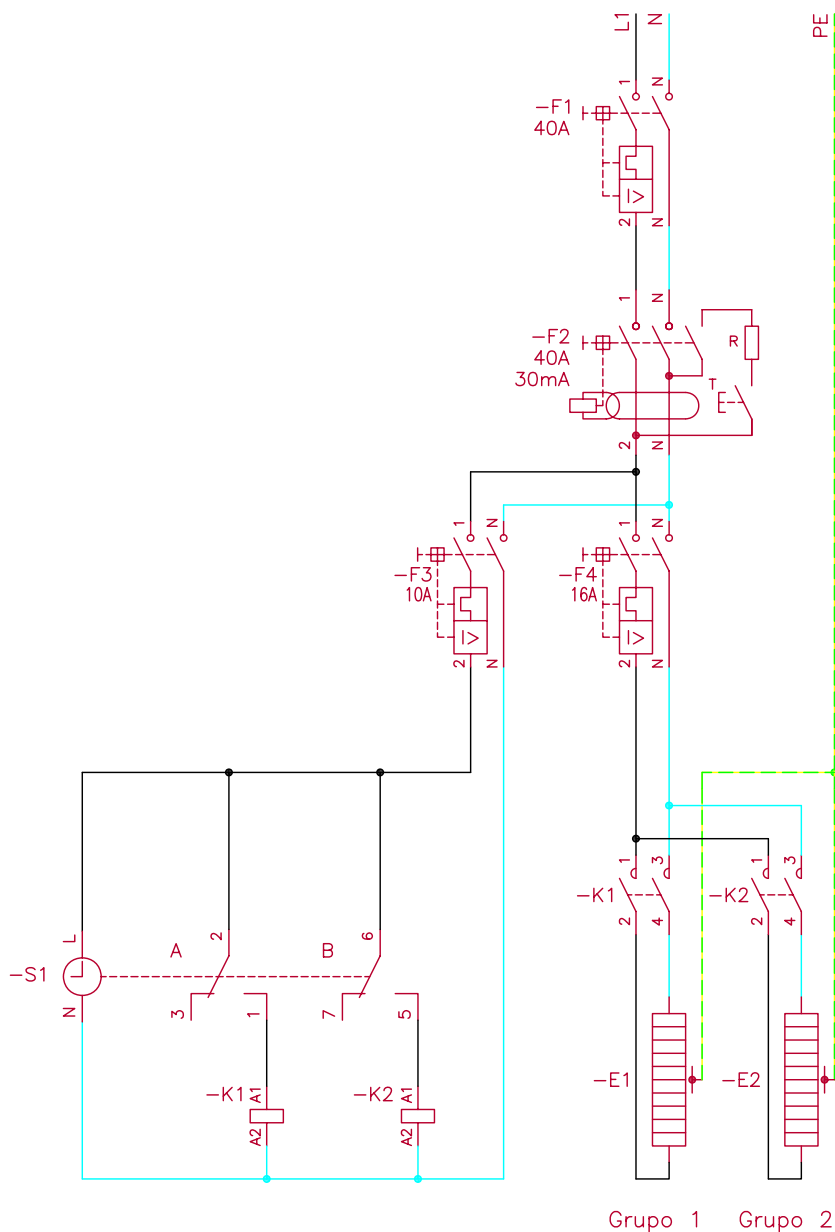 L1
N
PE
1
N
-F1
40A
I>
2
N
1
N
-F2
40A
30mA
R
T
2
N
1
N
-F3
10A
I>
2
N
1
N
-F4
16A
I>
2
N
1
3
-K1
2
4
1
3
-K2
2
4
L
-S1
N
A
2
3
1
B
6
7
5
-K1
A1
A2
-K2
A1
A2
-E1
-E2
Grupo 1
Grupo 2